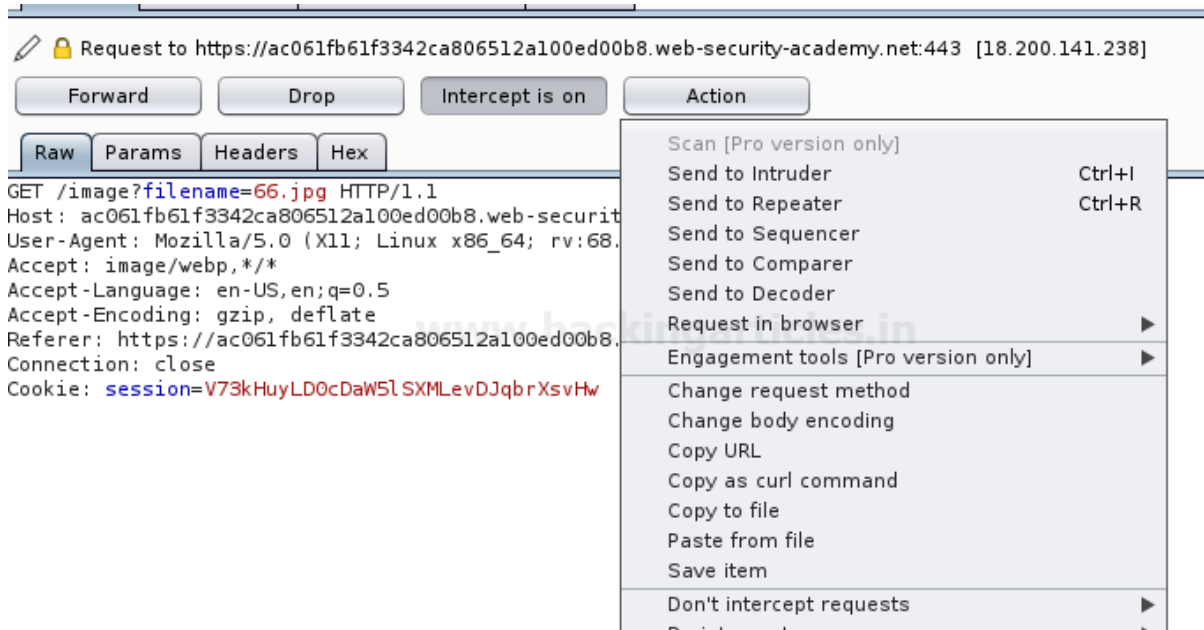 Request to https://ac061fb61f3342ca806512a100ed00b8.web-security-academy.net:443 [18.200.141.238]
Forward Drop Intercept is on Action
Raw Params Headers Hex
GET /image?filename=66.jpg HTTP/1.1
Host: ac061fb61f3342ca806512a100ed00b8.web-securit
User-Agent: Mozilla/5.0 (X11; Linux x86_64; rv:68.
Accept: image/webp,*/*
Accept-Language: en-US,en;q=0.5
Accept-Encoding: gzip, deflate
Referer: https://ac061fb61f3342ca806512a100ed00b8.
Connection: close
Cookie: session=V73kHuyLD0cDaW5lSXMLevDJqbrXsvHw
Scan [Pro version only]
Send to Intruder Ctrl+I
Send to Repeater Ctrl+R
Send to Sequencer
Send to Comparer
Send to Decoder
Request in browser
Engagement tools [Pro version only]
Change request method
Change body encoding
Copy URL
Copy as curl command
Copy to file
Paste from file
Save item
Don't intercept requests
www.hackingarticles.in